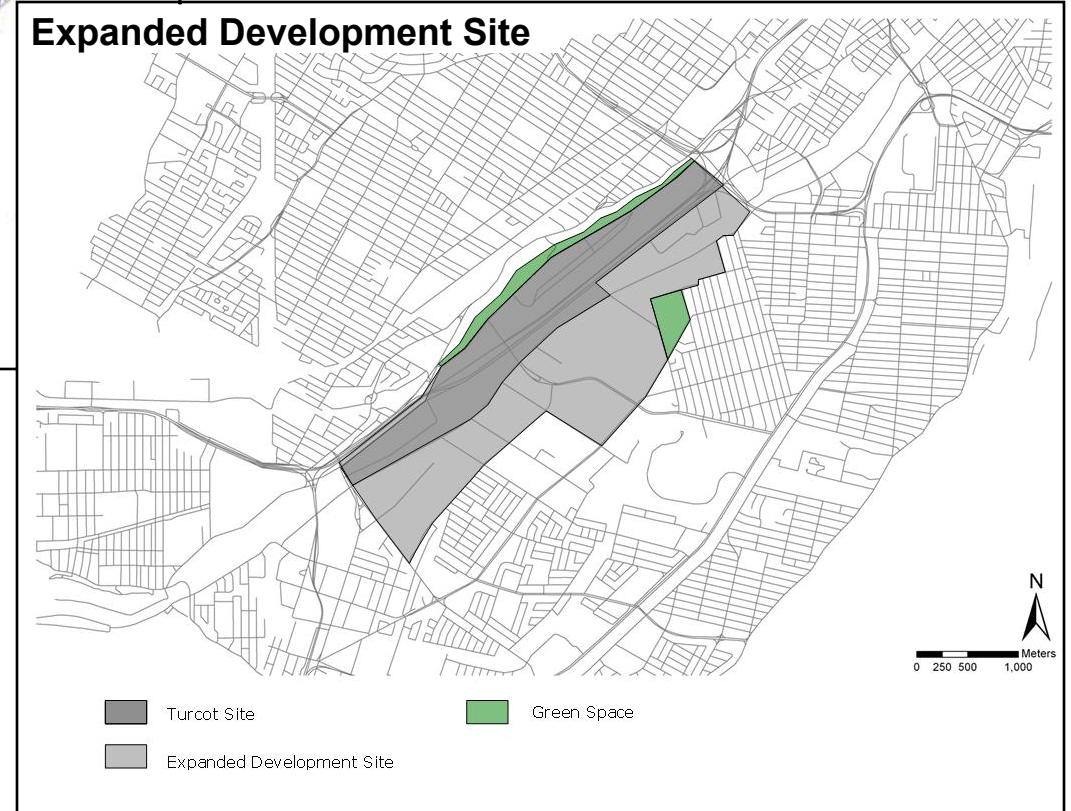 Expanded Development Site
N
Meters
0 250 500 1,000
Turcot Site
Green Space
Expanded Development Site